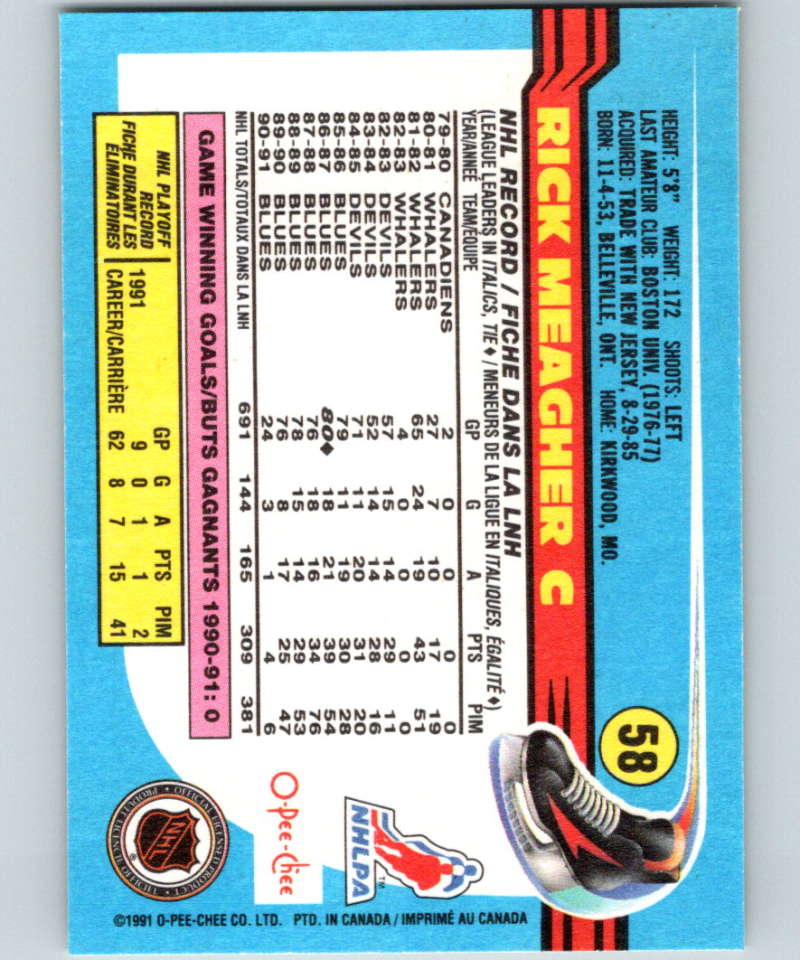 58
HEIGHT: 5'8" WEIGHT: 172 SHOOTS: LEFT
LAST AMATEUR CLUB: BOSTON UNIV. (1976-77)
ACQUIRED: TRADE WITH NEW JERSEY, 8-29-85
BORN: 11-4-53, BELLEVILLE, ONT. HOME: KIRKWOOD, MO.
RICK MEAGHER C
NHL RECORD / FICHE DANS LA LNH
(LEAGUE LEADERS IN ITALICS, TIE♦ / MENEURS DE LA LIGUE EN ITALIQUES, ÉGALITÉ♦)
YEAR/ANNÉE TEAM/ÉQUIPE GP G A PTS PIM
79-80 CANADIENS 2 0 0 0 0
80-81 WHALERS 27 7 10 17 19
81-82 WHALERS 65 24 19 43 51
82-83 WHALERS 4 0 0 0 0
82-83 DEVILS 57 15 14 29 11
83-84 DEVILS 52 14 14 28 16
84-85 DEVILS 71 11 20 31 20
85-86 BLUES 79 11 19 30 28
86-87 BLUES 80♦ 18 21 39 54
87-88 BLUES 76 18 16 34 76
88-89 BLUES 78 15 14 29 53
89-90 BLUES 76 8 17 25 47
90-91 BLUES 24 3 1 4 6
NHL TOTALS/TOTAUX DANS LA LNH 691 144 165 309 381
GAME WINNING GOALS/BUTS GAGNANTS 1990-91: 0
NHL PLAYOFF
RECORD
FICHE DURANT LES
ÉLIMINATOIRES
GP G A PTS PIM
1991 9 0 1 1 2
CAREER/CARRIÈRE 62 8 7 15 41
NHLPA
TM
O-Pee-Chee
OFFICIAL LICENSED PRODUCT
NHL
®
PRODUIT LICENCIÉ OFFICIEL
©1991 O-PEE-CHEE CO. LTD. PTD. IN CANADA / IMPRIMÉ AU CANADA